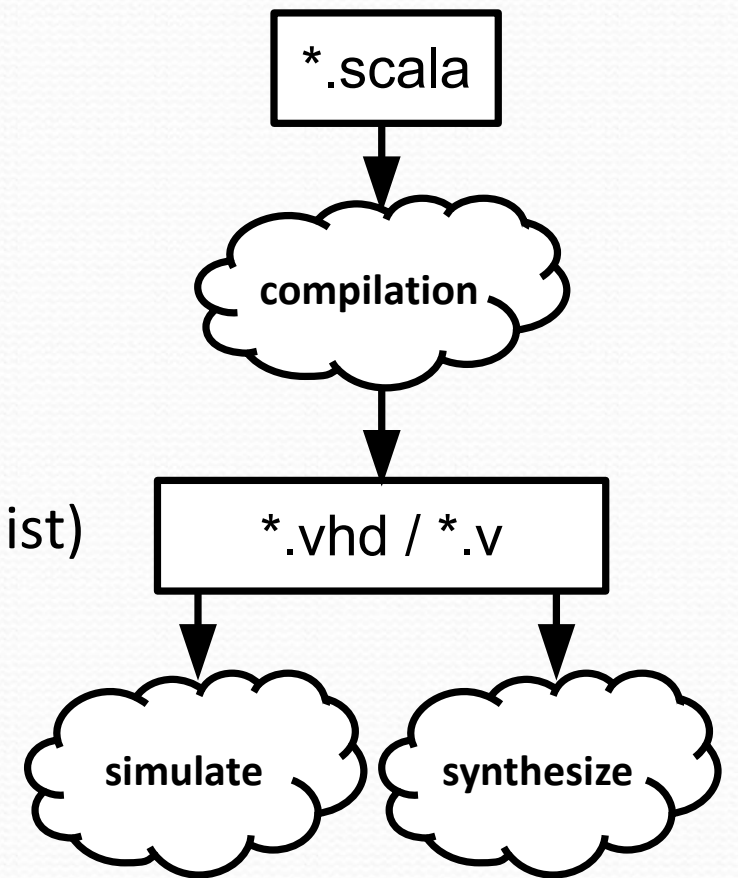 *.scala
compilation
ist)
*.vhd / *.v
simulate
synthesize